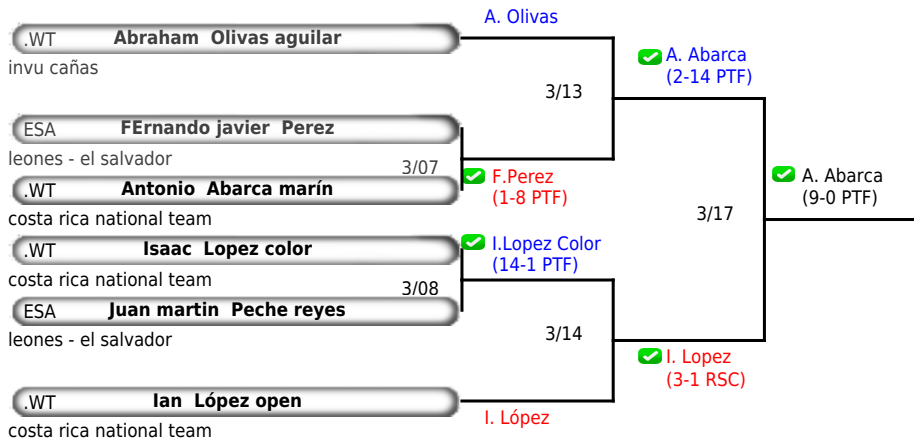 A. Olivas
.WT Abraham Olivas aguilar
invu cañas
A. Abarca
(2-14 PTF)
3/13
ESA FErnando javier Perez
leones - el salvador
3/07
F.Perez
(1-8 PTF)
.WT Antonio Abarca marín
costa rica national team
A. Abarca
(9-0 PTF)
3/17
.WT Isaac Lopez color
costa rica national team
I.Lopez Color
(14-1 PTF)
3/08
ESA Juan martin Peche reyes
leones - el salvador
3/14
I. Lopez
(3-1 RSC)
.WT Ian López open
costa rica national team
I. López